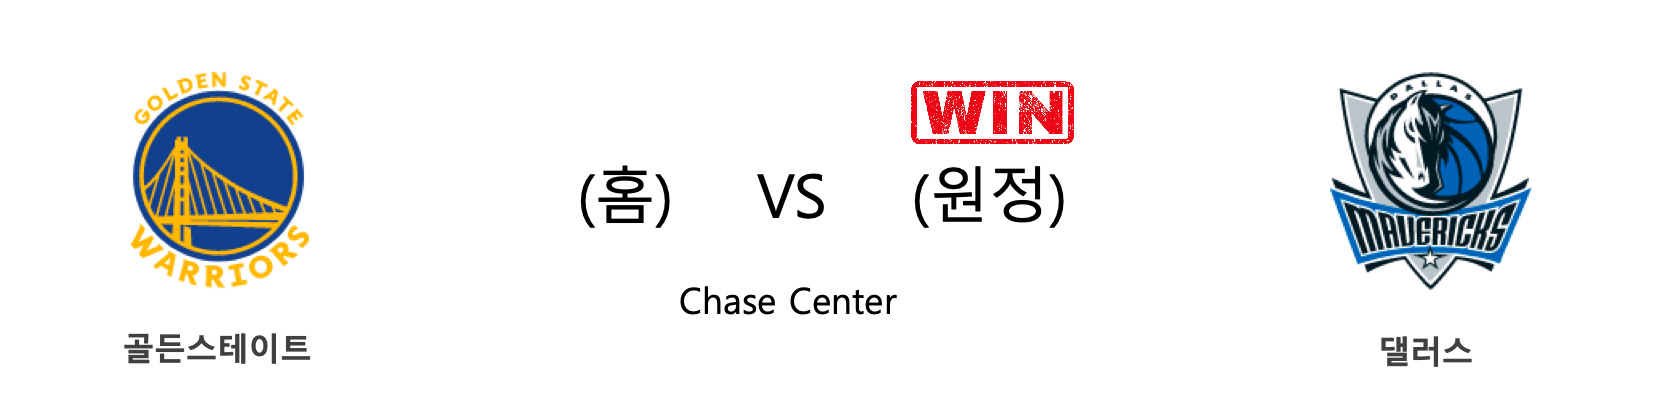 GOLDEN STATE
WARRIORS
골든스테이트
WIN
(홈) VS (원정)
Chase Center
DALLAS
MAVERICKS
댈러스